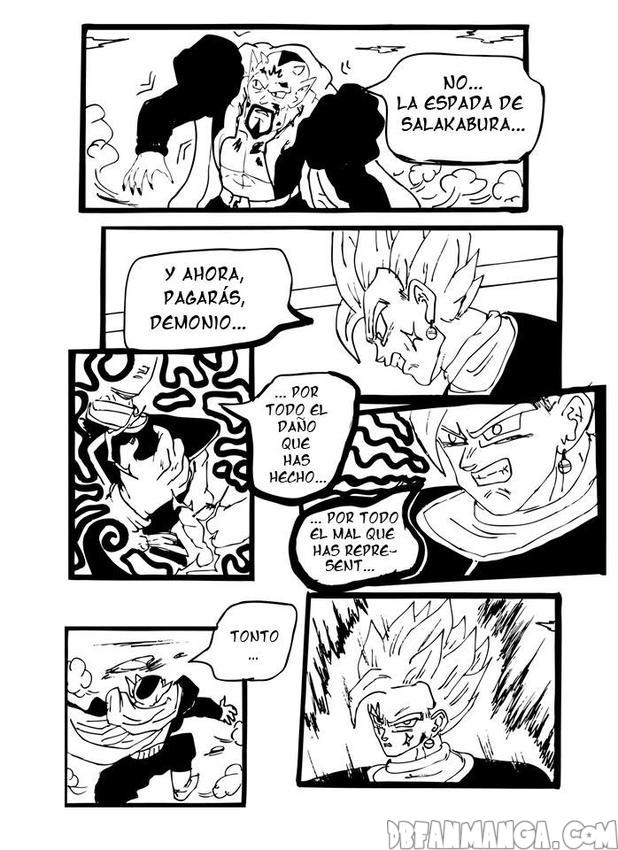 NO...
LA ESPADA DE
SALAKABURA...
Y AHORA,
PAGARÁS,
DEMONIO...
... POR
TODO EL
DAÑO
QUE
HAS
HECHO...
... POR TODO
EL MAL QUE
HAS REPRE-
SENT...
TONTO
...
DBFANMANGA.COM